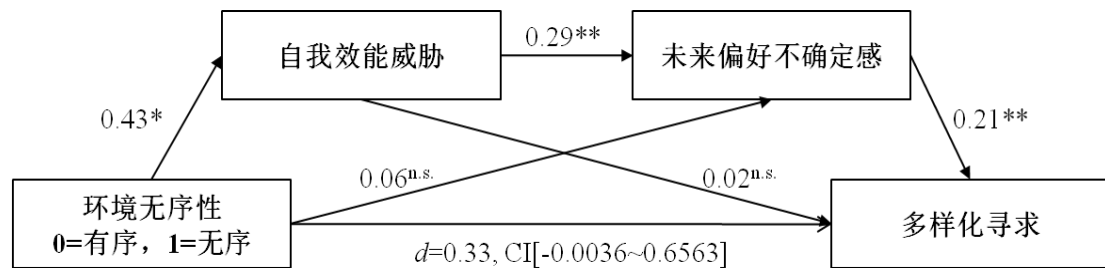 自我效能威胁
0.29**
未来偏好不确定感
0.43*
0.21**
0.06n.s.
0.02n.s.
环境无序性
0=有序，1=无序
多样化寻求
d=0.33, CI[-0.0036~0.6563]